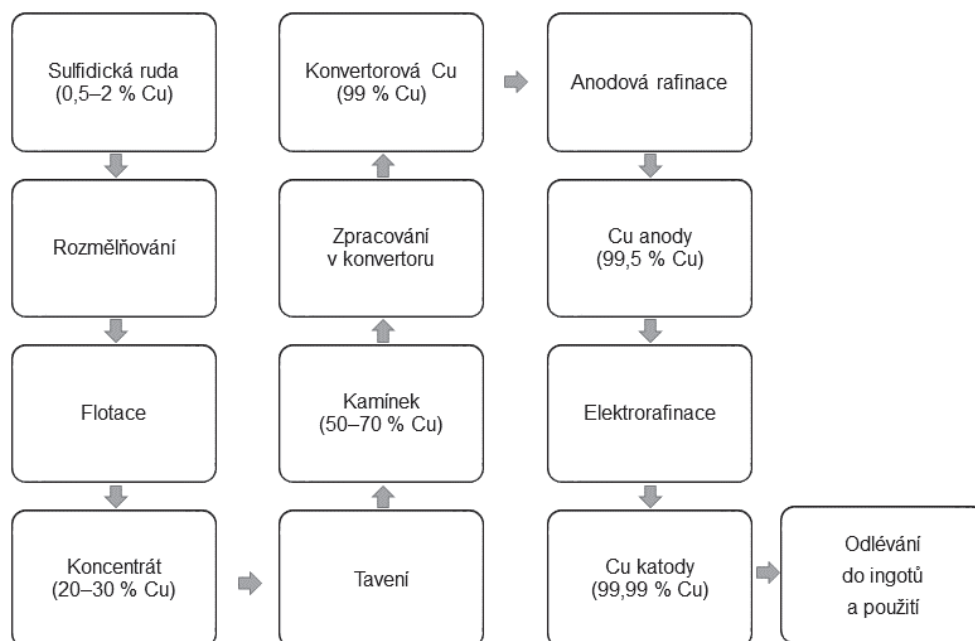 Sulfidická ruda
(0,5–2 % Cu)
Rozmělňování
Flotace
Koncentrát
(20–30 % Cu)
Tavení
Kamínek
(50–70 % Cu)
Zpracování
v konvertoru
Konvertorová Cu
(99 % Cu)
Anodová rafinace
Cu anody
(99,5 % Cu)
Elektrorafinace
Cu katody
(99,99 % Cu)
Odlévání
do ingotů
a použití